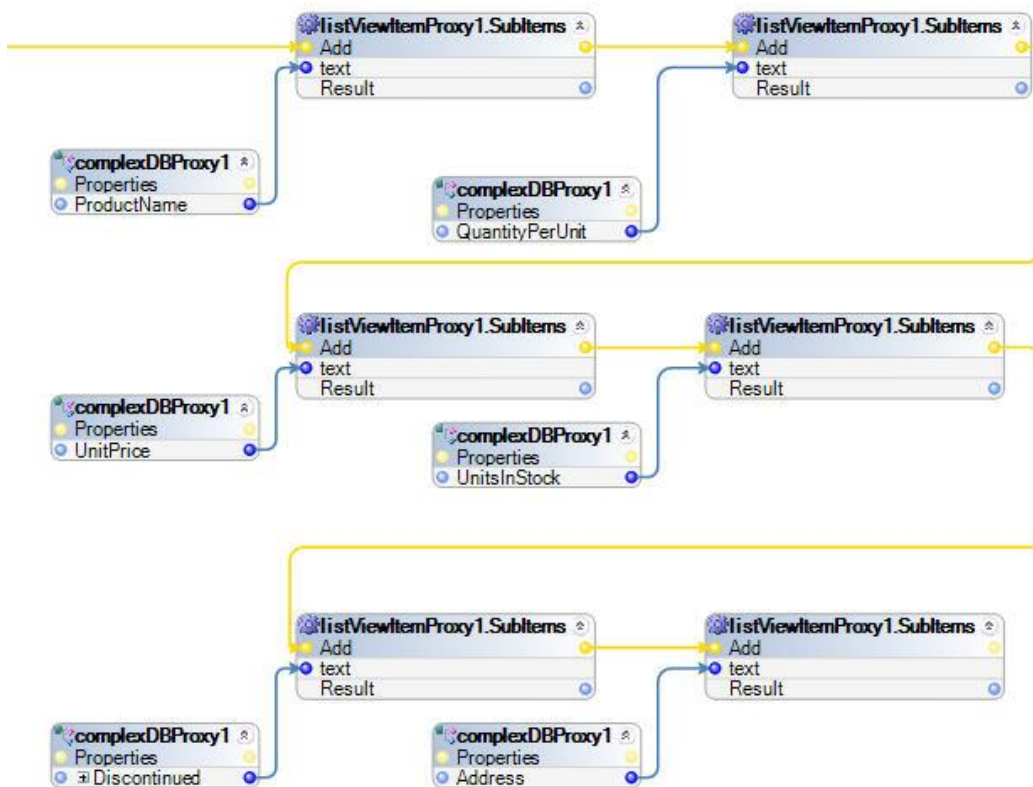 listViewItemProxy1.SubItems
Add
text
Result
listViewItemProxy1.SubItems
Add
text
Result
complexDBProxy1
Properties
ProductName
complexDBProxy1
Properties
QuantityPerUnit
listViewItemProxy1.SubItems
Add
text
Result
listViewItemProxy1.SubItems
Add
text
Result
complexDBProxy1
Properties
UnitPrice
complexDBProxy1
Properties
UnitsInStock
listViewItemProxy1.SubItems
Add
text
Result
listViewItemProxy1.SubItems
Add
text
Result
complexDBProxy1
Properties
Discontinued
complexDBProxy1
Properties
Address